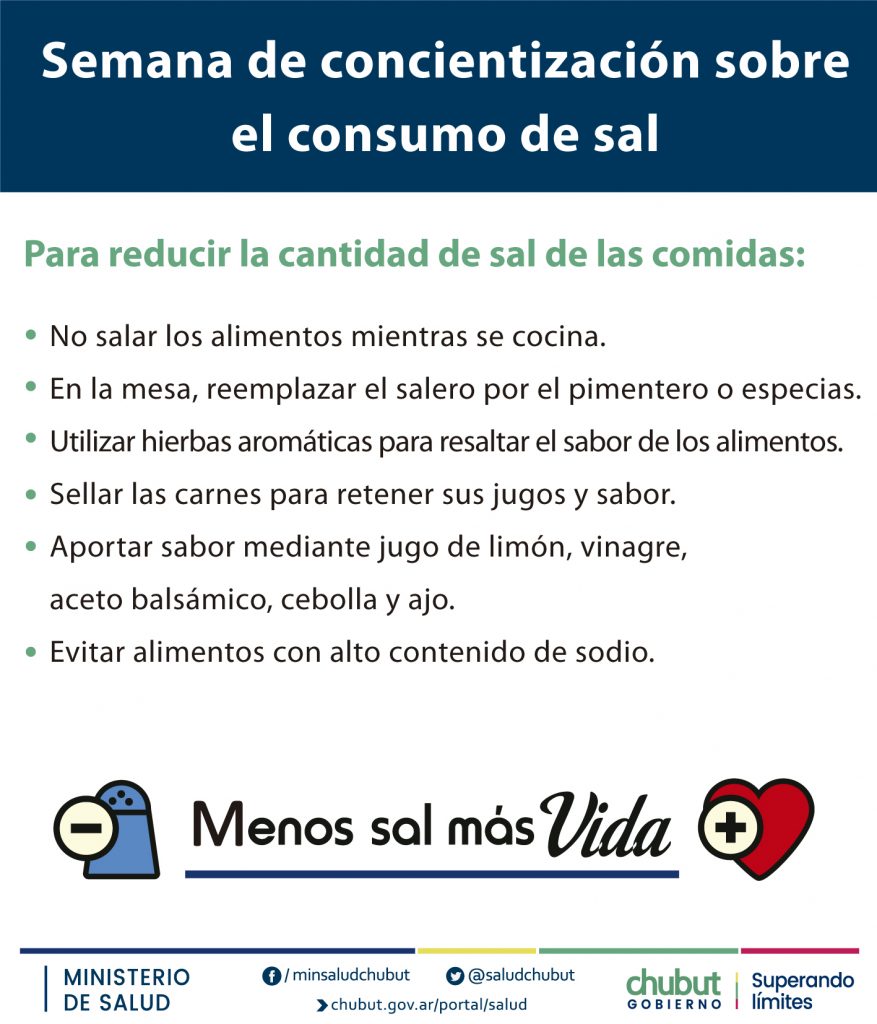 Semana de concientización sobre
el consumo de sal
Para reducir la cantidad de sal de las comidas:
• No salar los alimentos mientras se cocina.
• En la mesa, reemplazar el salero por el pimentero o especias.
• Utilizar hierbas aromáticas para resaltar el sabor de los alimentos.
• Sellar las carnes para retener sus jugos y sabor.
• Aportar sabor mediante jugo de limón, vinagre,
aceto balsámico, cebolla y ajo.
• Evitar alimentos con alto contenido de sodio.
Menos sal más Vida
MINISTERIO
DE SALUD
/minsaludchubut
@saludchubut
chubut.gov.ar/portal/salud
chubut
GOBIERNO
Superando
límites